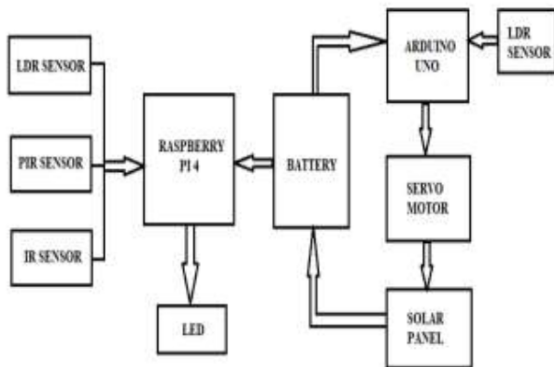 LDR SENSOR
PIR SENSOR
IR SENSOR
RASPBERRY
PI 4
LED
BATTERY
ARDUINO
UNO
LDR
SENSOR
SERVO
MOTOR
SOLAR
PANEL